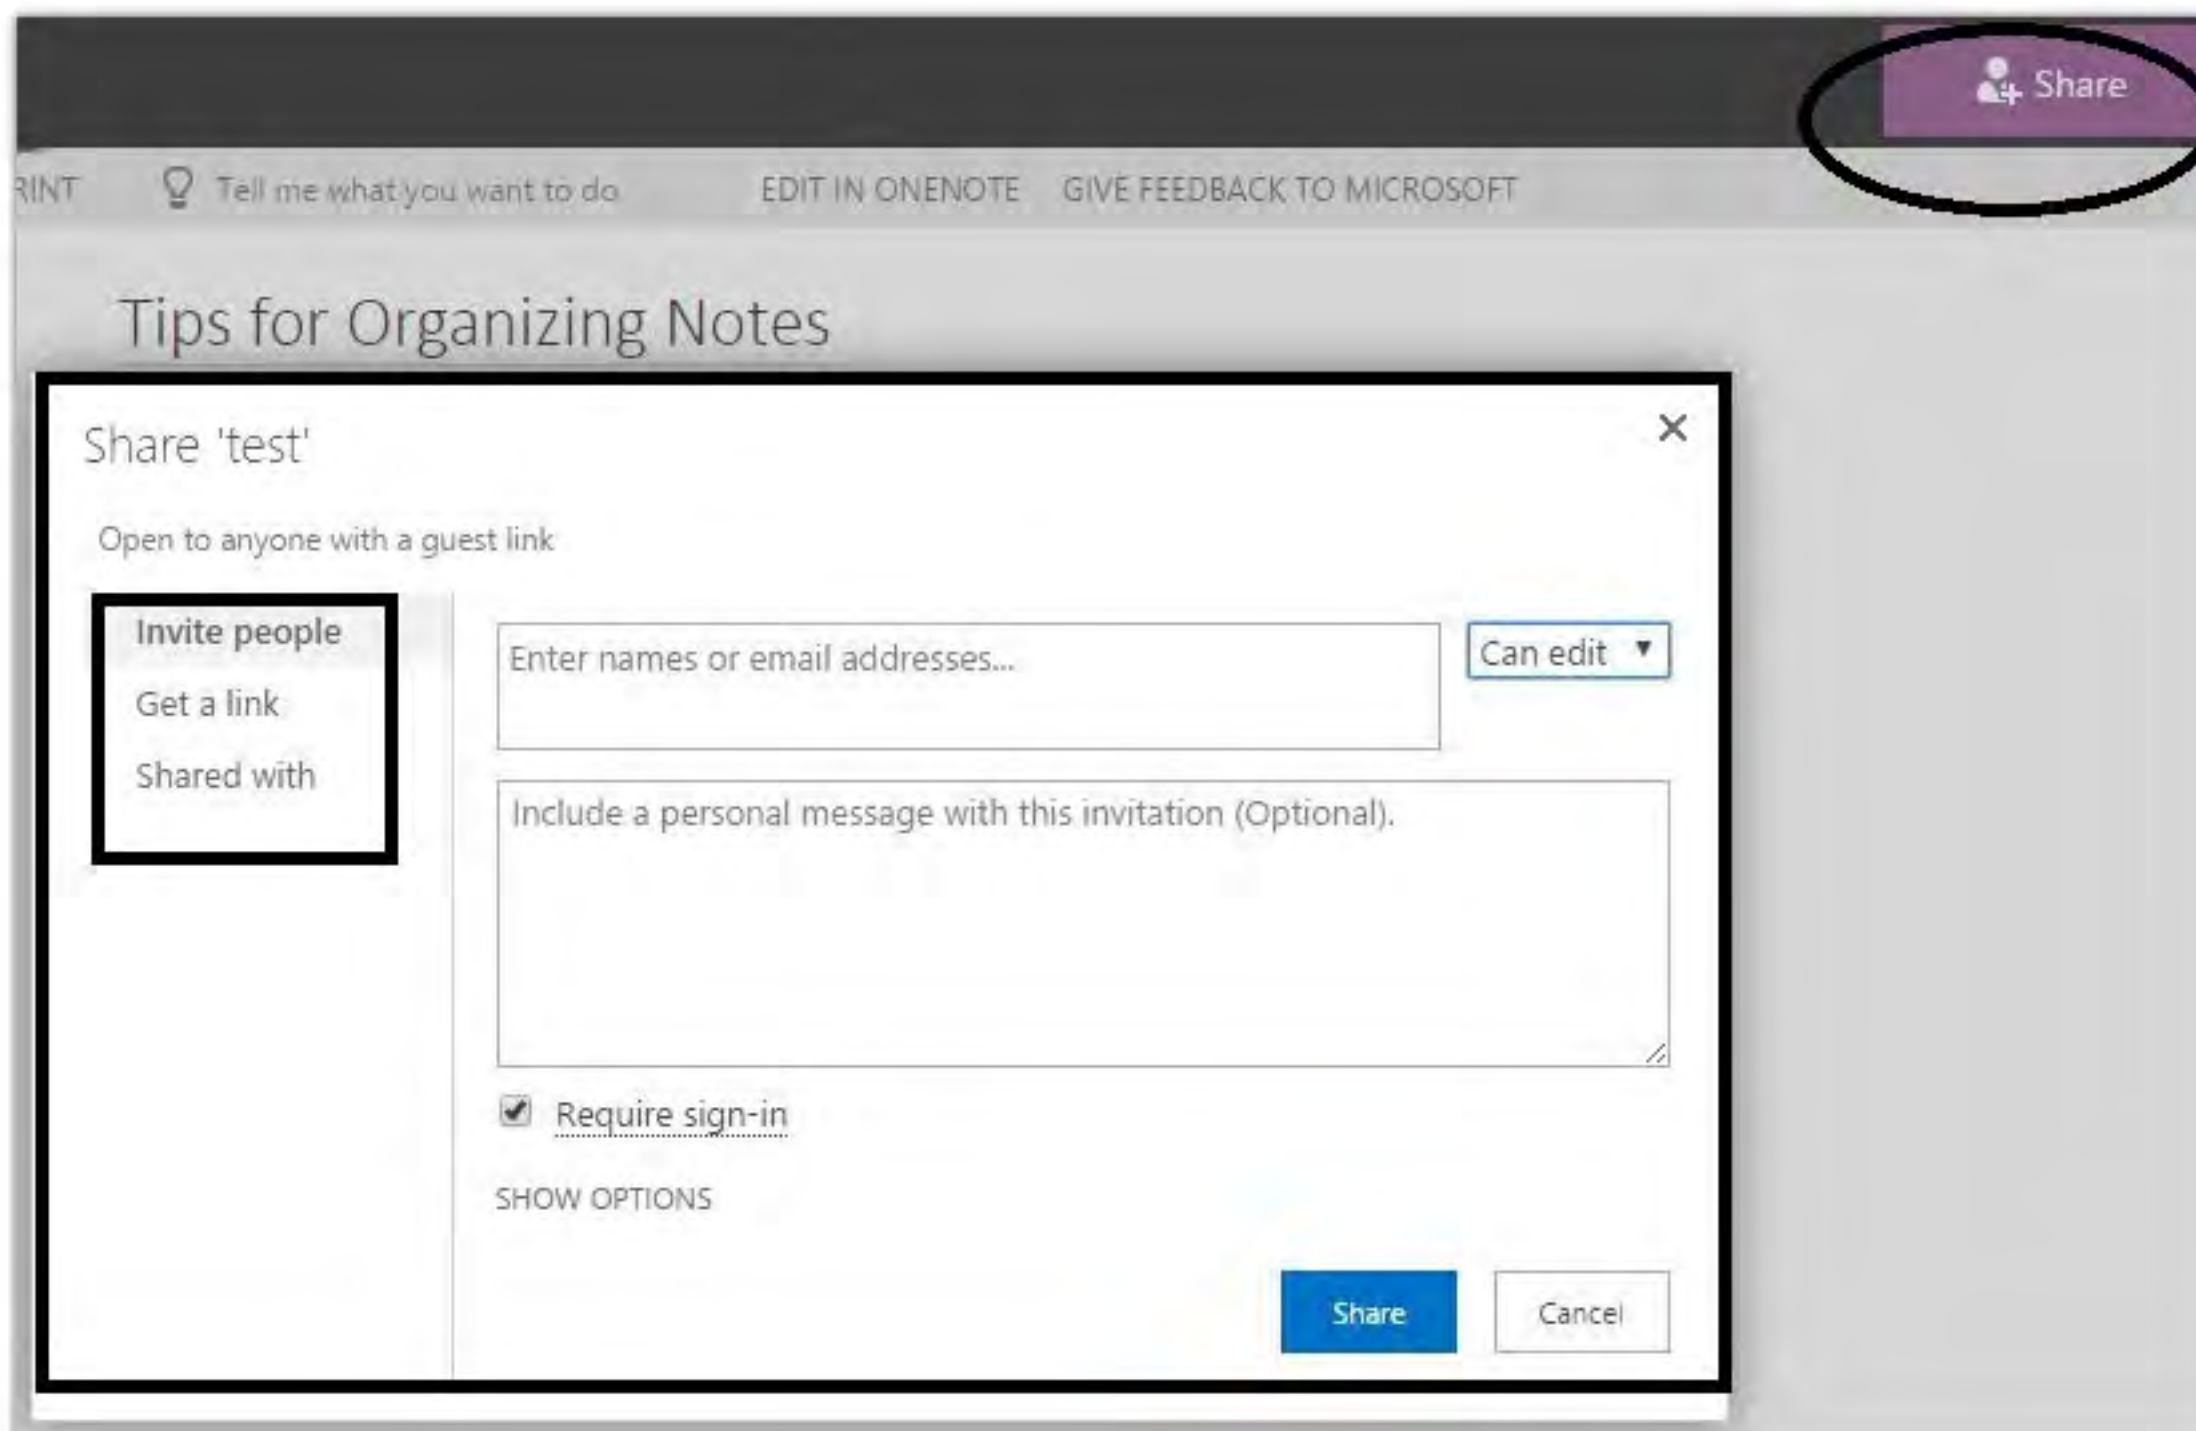 Share
RINT Tell me what you want to do EDIT IN ONENOTE GIVE FEEDBACK TO MICROSOFT
Tips for Organizing Notes
Share 'test'
Open to anyone with a guest link
Invite people
Get a link
Shared with
Enter names or email addresses...
Can edit
Include a personal message with this invitation (Optional).
Require sign-in
SHOW OPTIONS
Share Cancel